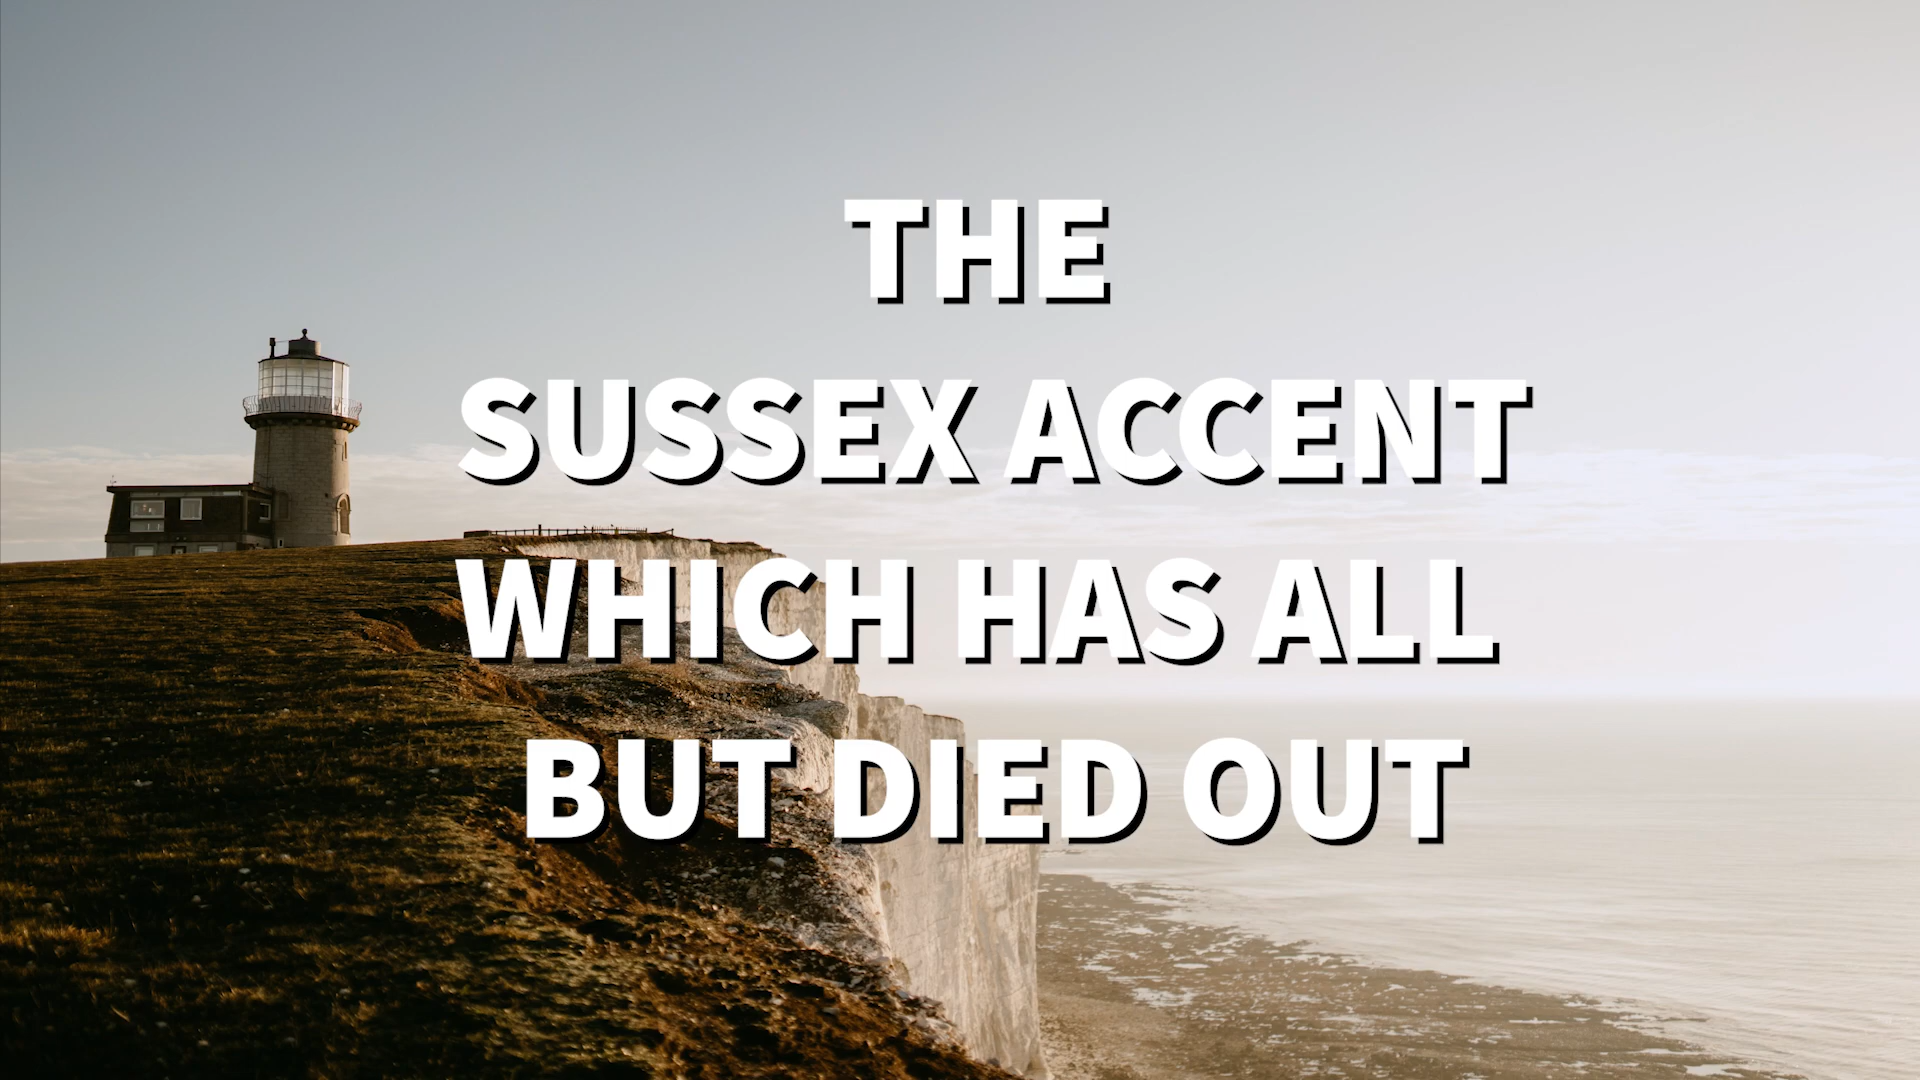 THE
SUSSEX ACCENT
WHICH HAS ALL
BUT DIED OUT